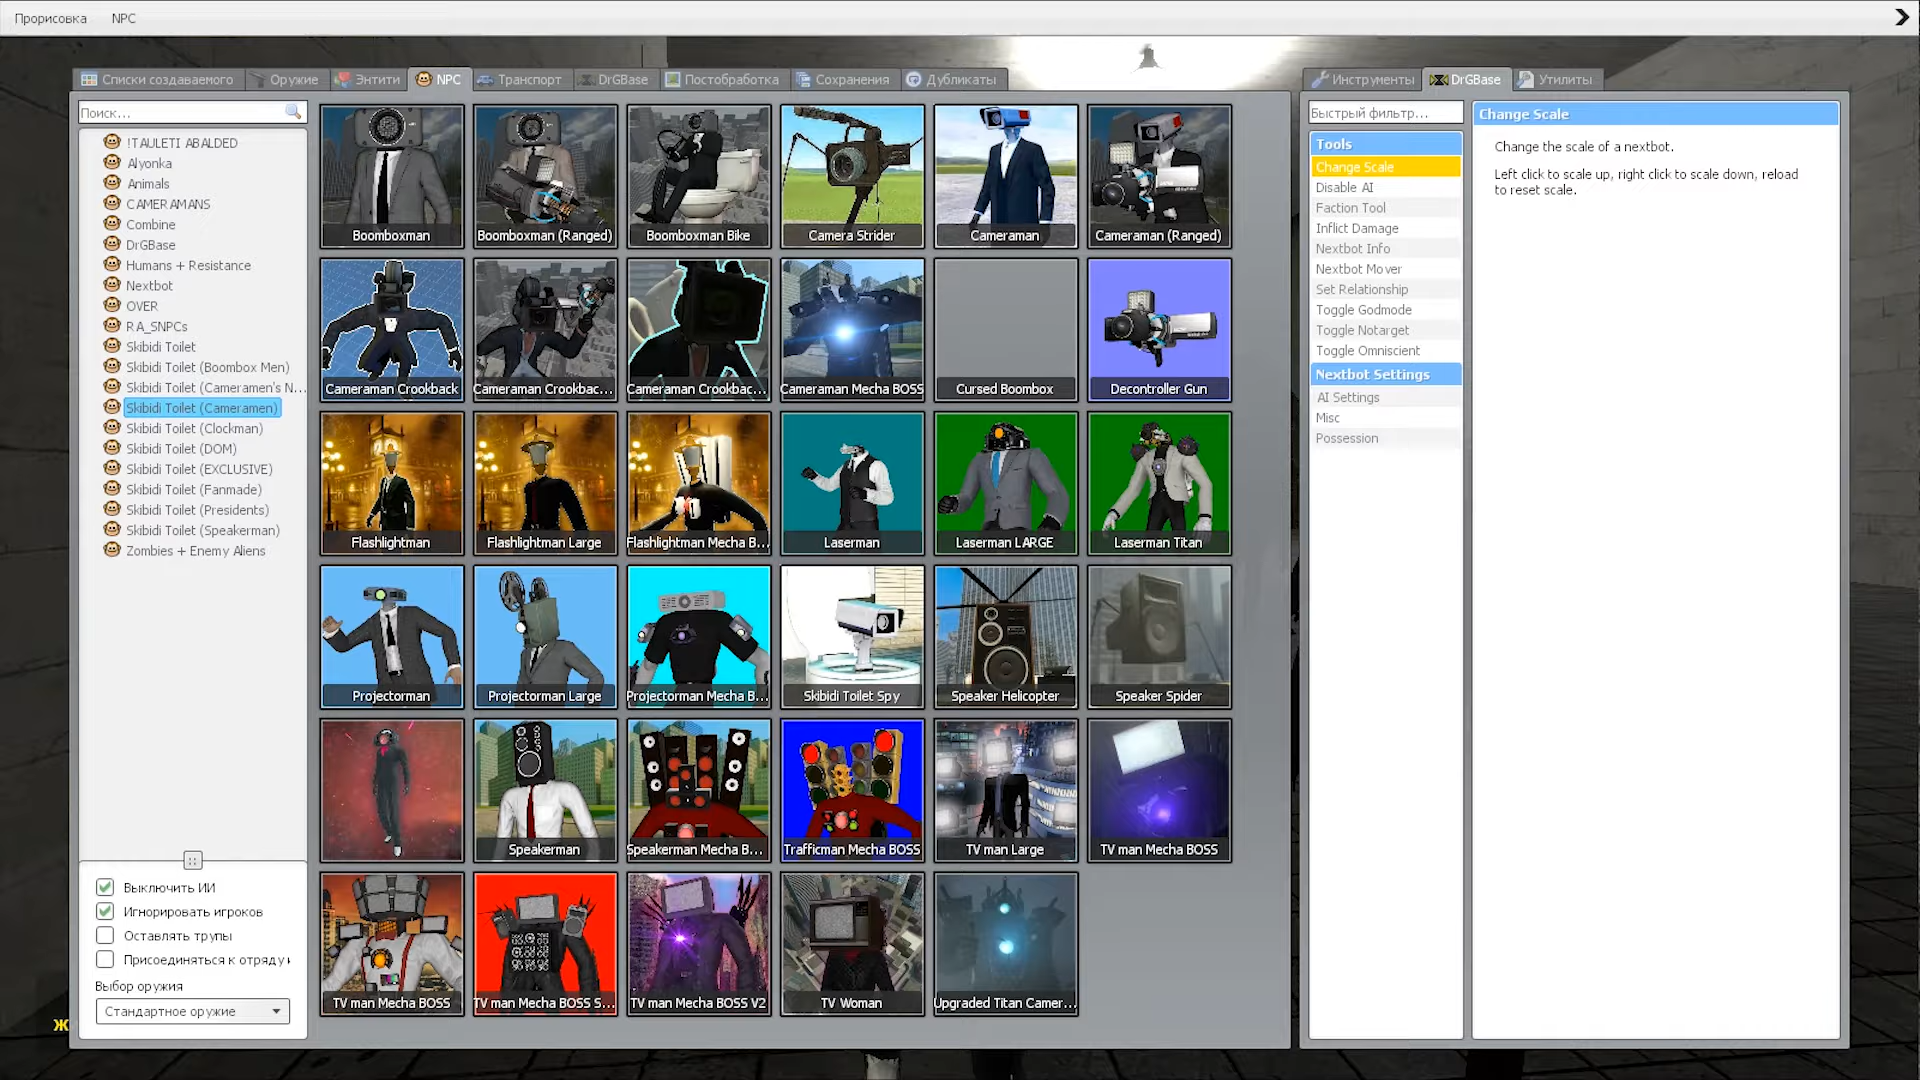 Прорисовка NPC
Списки создаваемого Оружие Энтити NPC Транспорт DrGBase Постобработка Сохранения Дубликаты
Поиск...
!TAULETI ABALDED
Alyonka
Animals
CAMERAMANS
Combine
DrGBase
Humans + Resistance
Nextbot
OVER
RA_SNPCs
Skibidi Toilet
Skibidi Toilet (Boombox Men)
Skibidi Toilet (Cameramen's N...
Skibidi Toilet (Cameramen)
Skibidi Toilet (Clockman)
Skibidi Toilet (DOM)
Skibidi Toilet (EXCLUSIVE)
Skibidi Toilet (Fanmade)
Skibidi Toilet (Presidents)
Skibidi Toilet (Speakerman)
Zombies + Enemy Aliens
Выключить ИИ
Игнорировать игроков
Оставлять трупы
Присоединяться к отряду
Выбор оружия
Стандартное оружие
Ж
Boomboxman
Boomboxman (Ranged)
Boomboxman Bike
Camera Strider
Cameraman
Cameraman (Ranged)
Cameraman Crookback
Cameraman Crookbac...
Cameraman Crookbac...
Cameraman Mecha BOSS
Cursed Boombox
Decontroller Gun
Flashlightman
Flashlightman Large
Flashlightman Mecha B...
Laserman
Laserman LARGE
Laserman Titan
Projectorman
Projectorman Large
Projectorman Mecha B...
Skibidi Toilet Spy
Speaker Helicopter
Speaker Spider
Speakerman
Speakerman Mecha B...
Trafficman Mecha BOSS
TV man Large
TV man Mecha BOSS
TV man Mecha BOSS
TV man Mecha BOSS S...
TV man Mecha BOSS V2
TV Woman
Upgraded Titan Camer...
Инструменты DrGBase Утилиты
Быстрый фильтр...
Tools
Change Scale
Disable AI
Faction Tool
Inflict Damage
Nextbot Info
Nextbot Mover
Set Relationship
Toggle Godmode
Toggle Notarget
Toggle Omniscient
Nextbot Settings
AI Settings
Misc
Possession
Change Scale
Change the scale of a nextbot.
Left click to scale up, right click to scale down, reload
to reset scale.